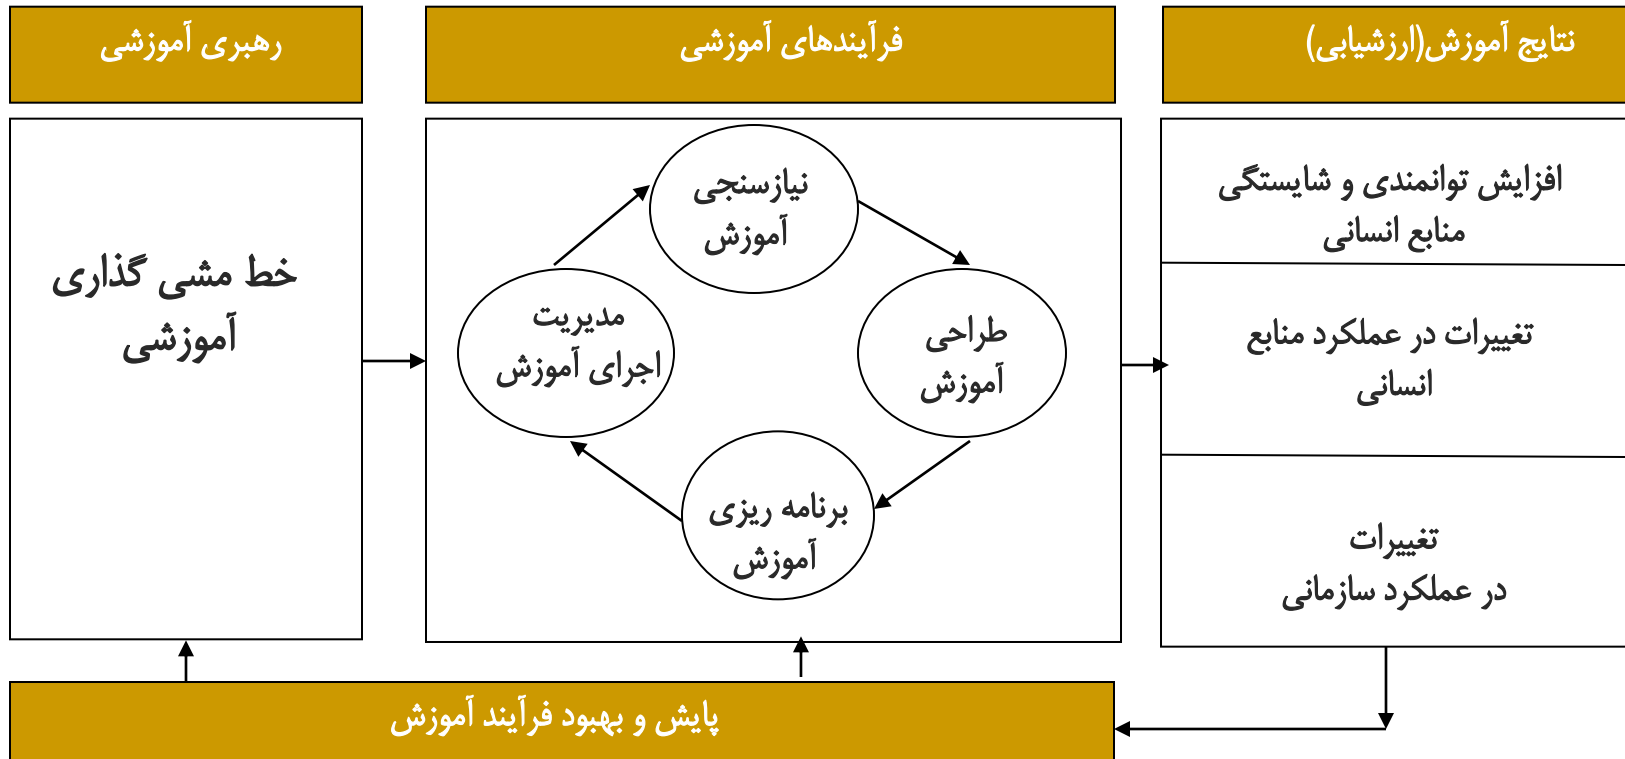 رهبری آموزشی
فرآیندهای آموزشی
نتایج آموزش(ارزشیابی)
خط مشی گذاری
آموزشی
نیازسنجی
آموزش
طراحی
آموزش
برنامه ریزی
آموزش
مدیریت
اجرای آموزش
افزایش توانمندی و شایستگی
منابع انسانی
تغییرات در عملکرد منابع
انسانی
تغییرات
در عملکرد سازمانی
پایش و بهبود فرآیند آموزش